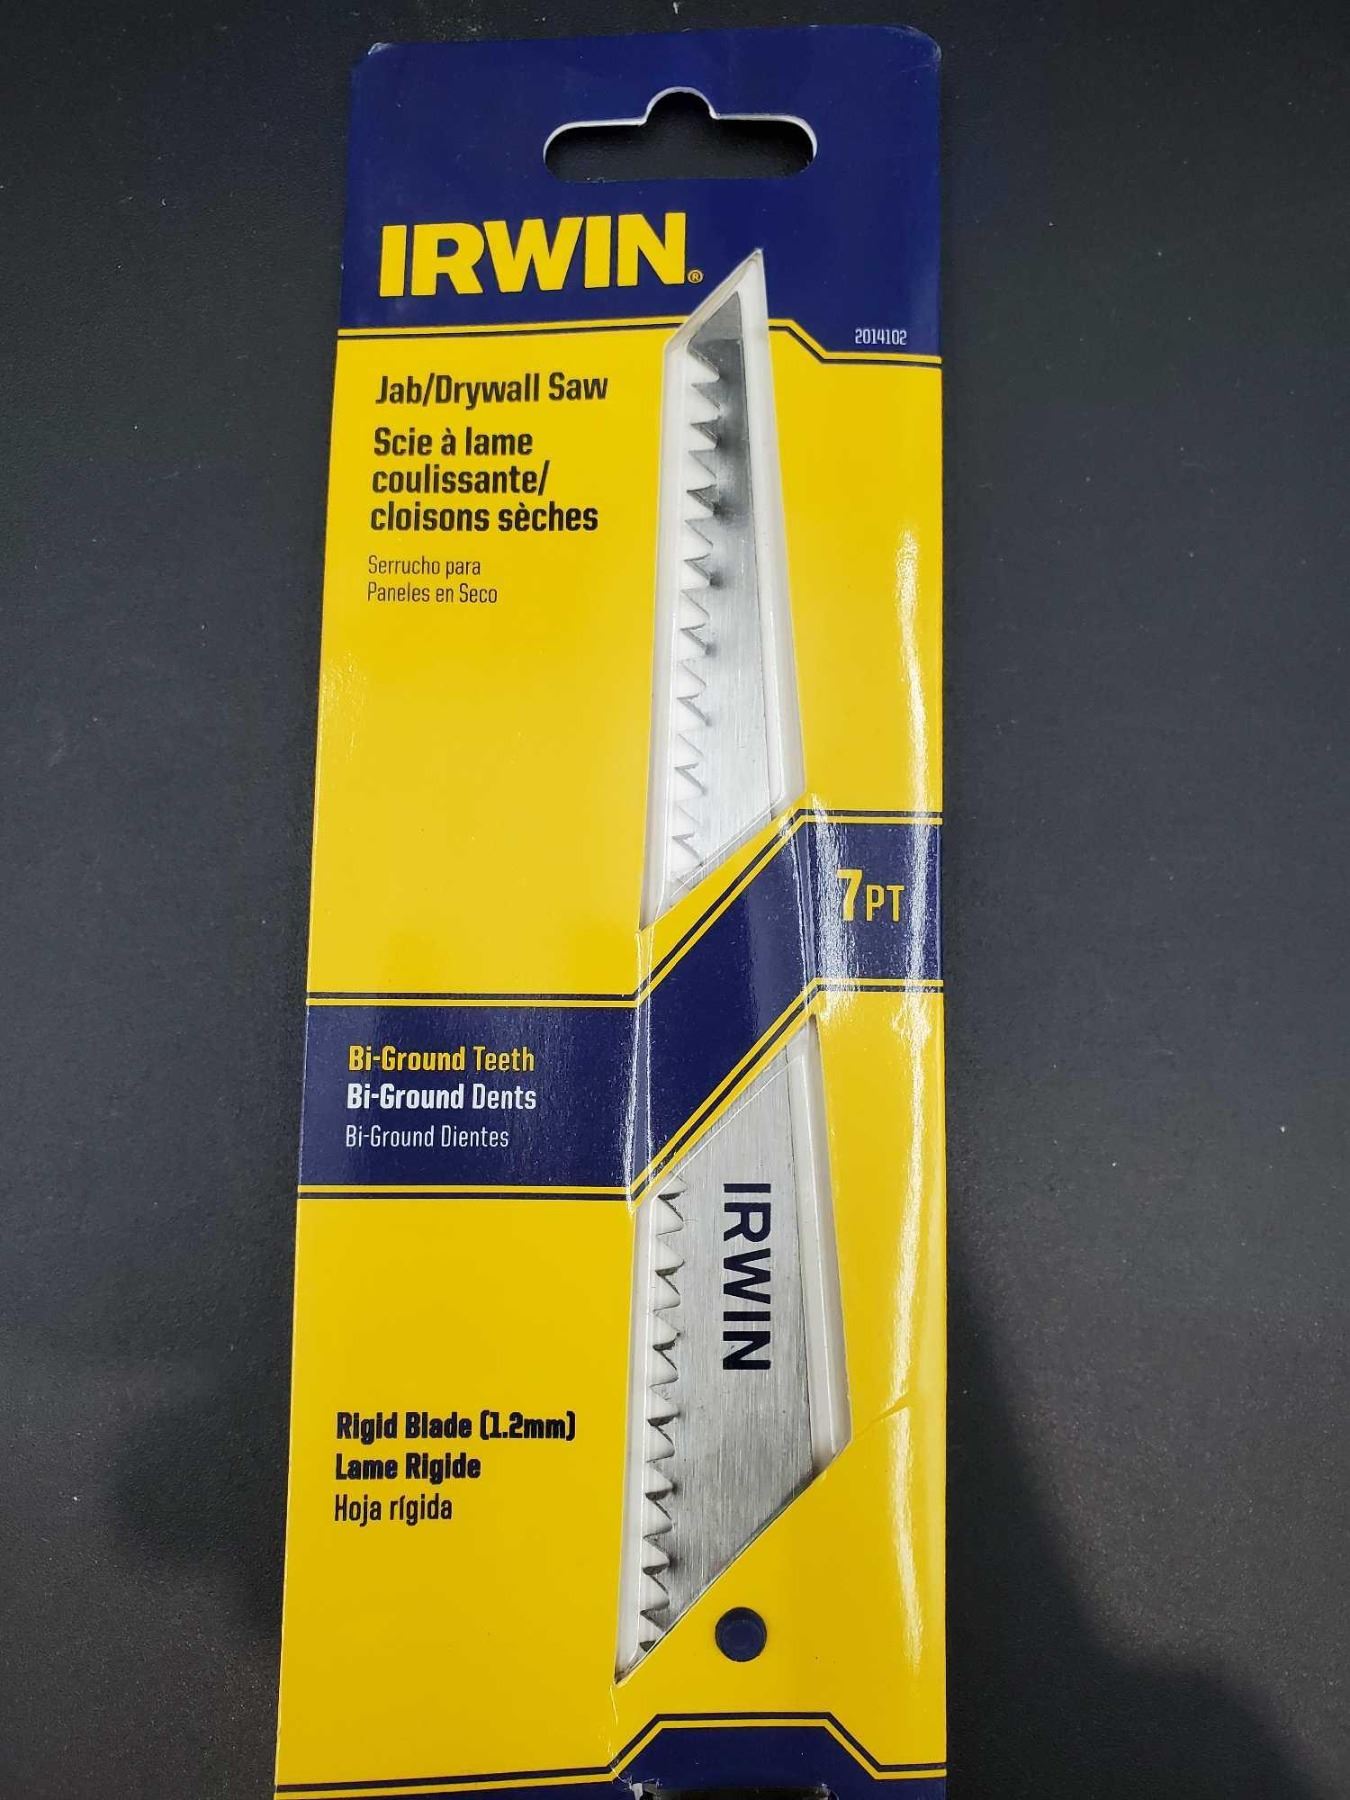 IRWIN®
2014102
Jab/Drywall Saw
Scie à lame
coulissante/
cloisons sèches
Serrucho para
Paneles en Seco
7PT
Bi-Ground Teeth
Bi-Ground Dents
Bi-Ground Dientes
IRWIN
Rigid Blade (1.2mm)
Lame Rigide
Hoja rígida